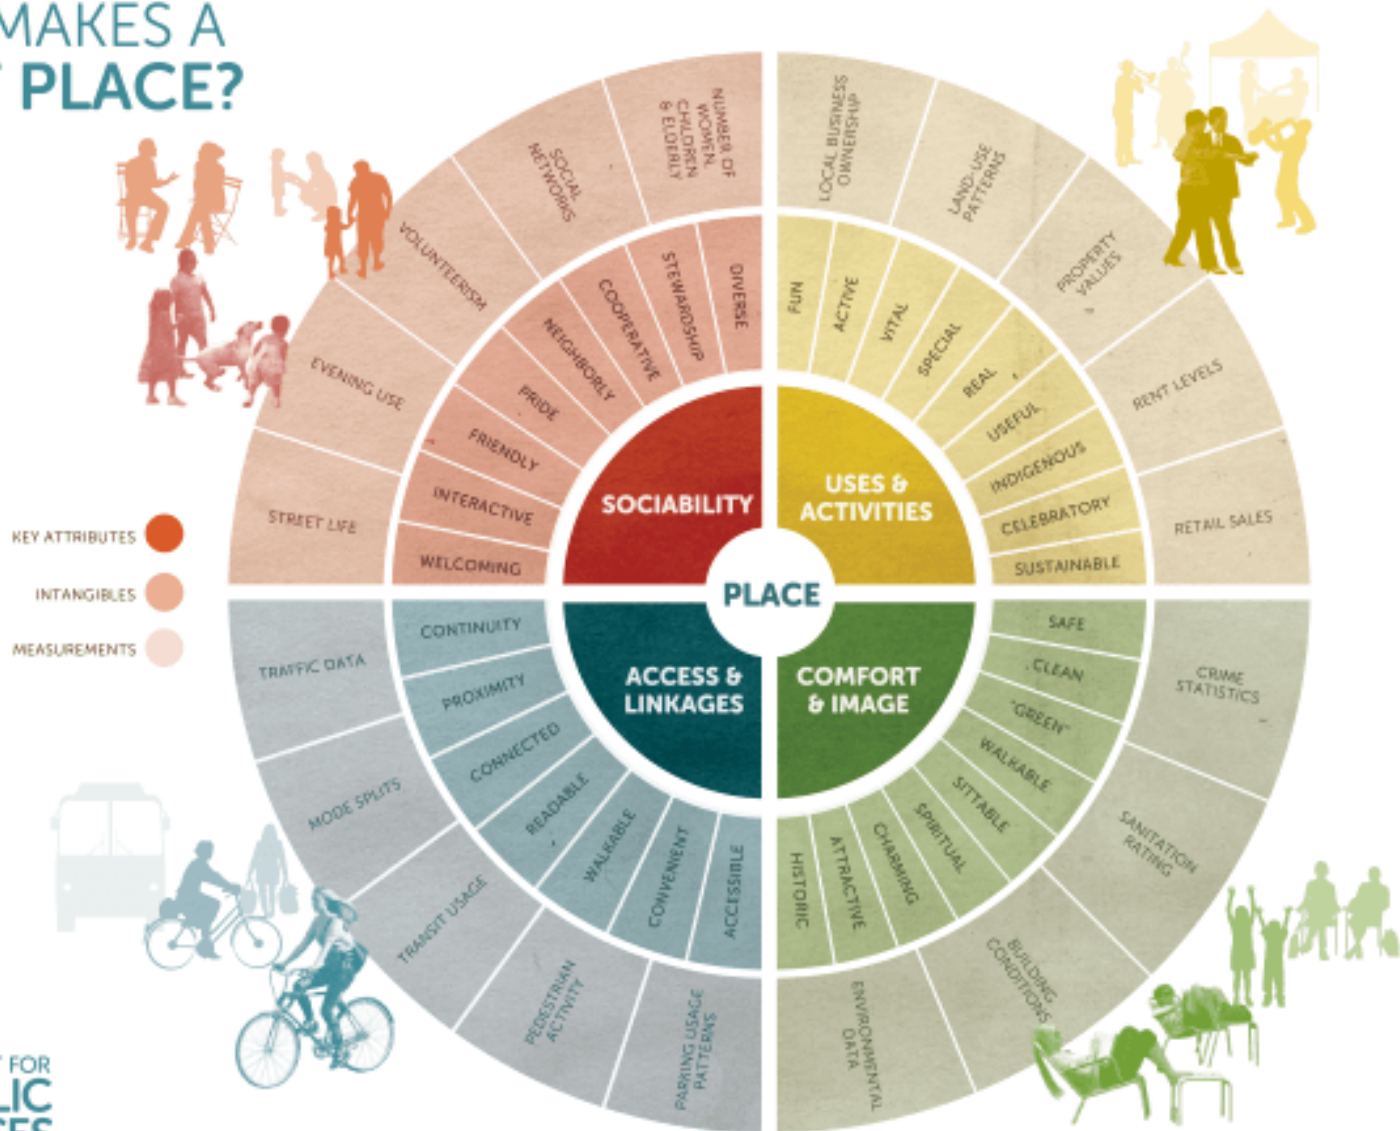 MAKES A
PLACE?
KEY ATTRIBUTES
INTANGIBLES
MEASUREMENTS
PLACE
SOCIABILITY
USES &
ACTIVITIES
ACCESS &
LINKAGES
COMFORT
& IMAGE
WELCOMING
INTERACTIVE
FRIENDLY
PRIDE
NEIGHBORLY
COOPERATIVE
STEWARDSHIP
DIVERSE
FUN
ACTIVE
VITAL
SPECIAL
REAL
USEFUL
INDIGENOUS
CELEBRATORY
SUSTAINABLE
SAFE
CLEAN
"GREEN"
WALKABLE
SITTABLE
SPIRITUAL
CHARMING
ATTRACTIVE
HISTORIC
ACCESSIBLE
CONVENIENT
WALKABLE
READABLE
CONNECTED
PROXIMITY
CONTINUITY
STREET LIFE
EVENING USE
VOLUNTEERISM
SOCIAL
NETWORKS
NUMBER OF
WOMEN,
CHILDREN
& ELDERLY
LOCAL BUSINESS
OWNERSHIP
LAND-USE
PATTERNS
PROPERTY
VALUES
RENT LEVELS
RETAIL SALES
CRIME
STATISTICS
SANITATION
RATING
BUILDING
CONDITIONS
ENVIRONMENTAL
DATA
PARKING USAGE
PATTERNS
PEDESTRIAN
ACTIVITY
TRANSIT USAGE
MODE SPLITS
TRAFFIC DATA
FOR
LIC